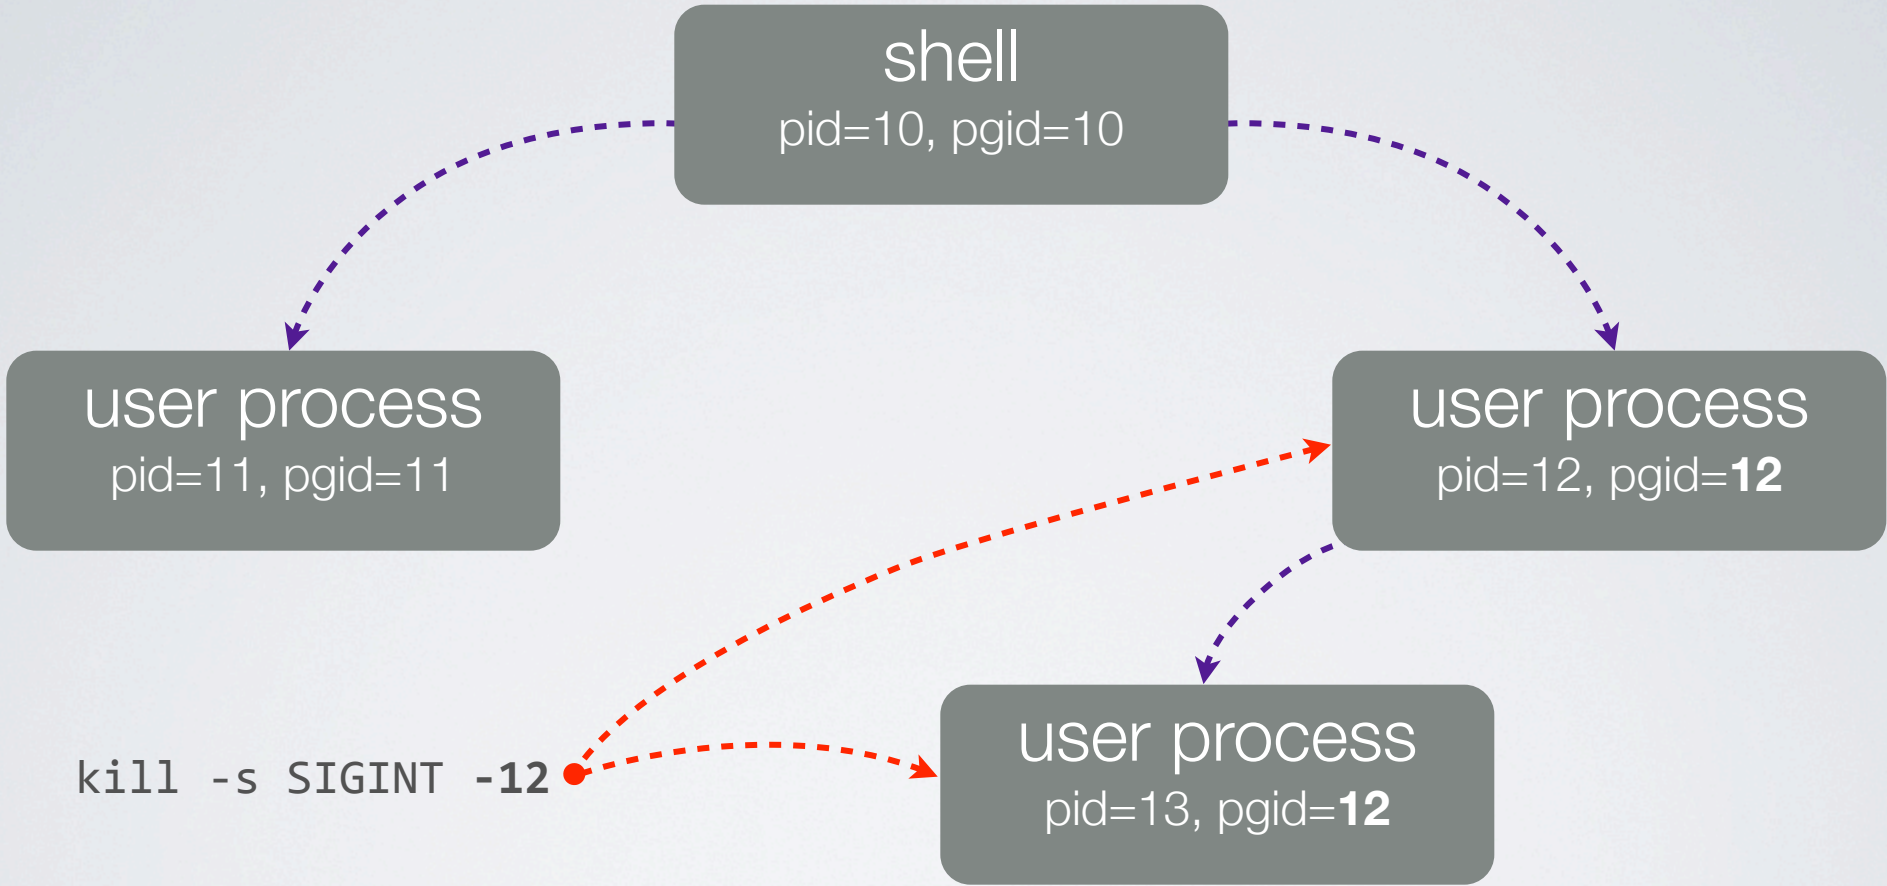 shell
pid=10, pgid=10
user process
pid=11, pgid=11
user process
pid=12, pgid=12
kill -s SIGINT -12
user process
pid=13, pgid=12